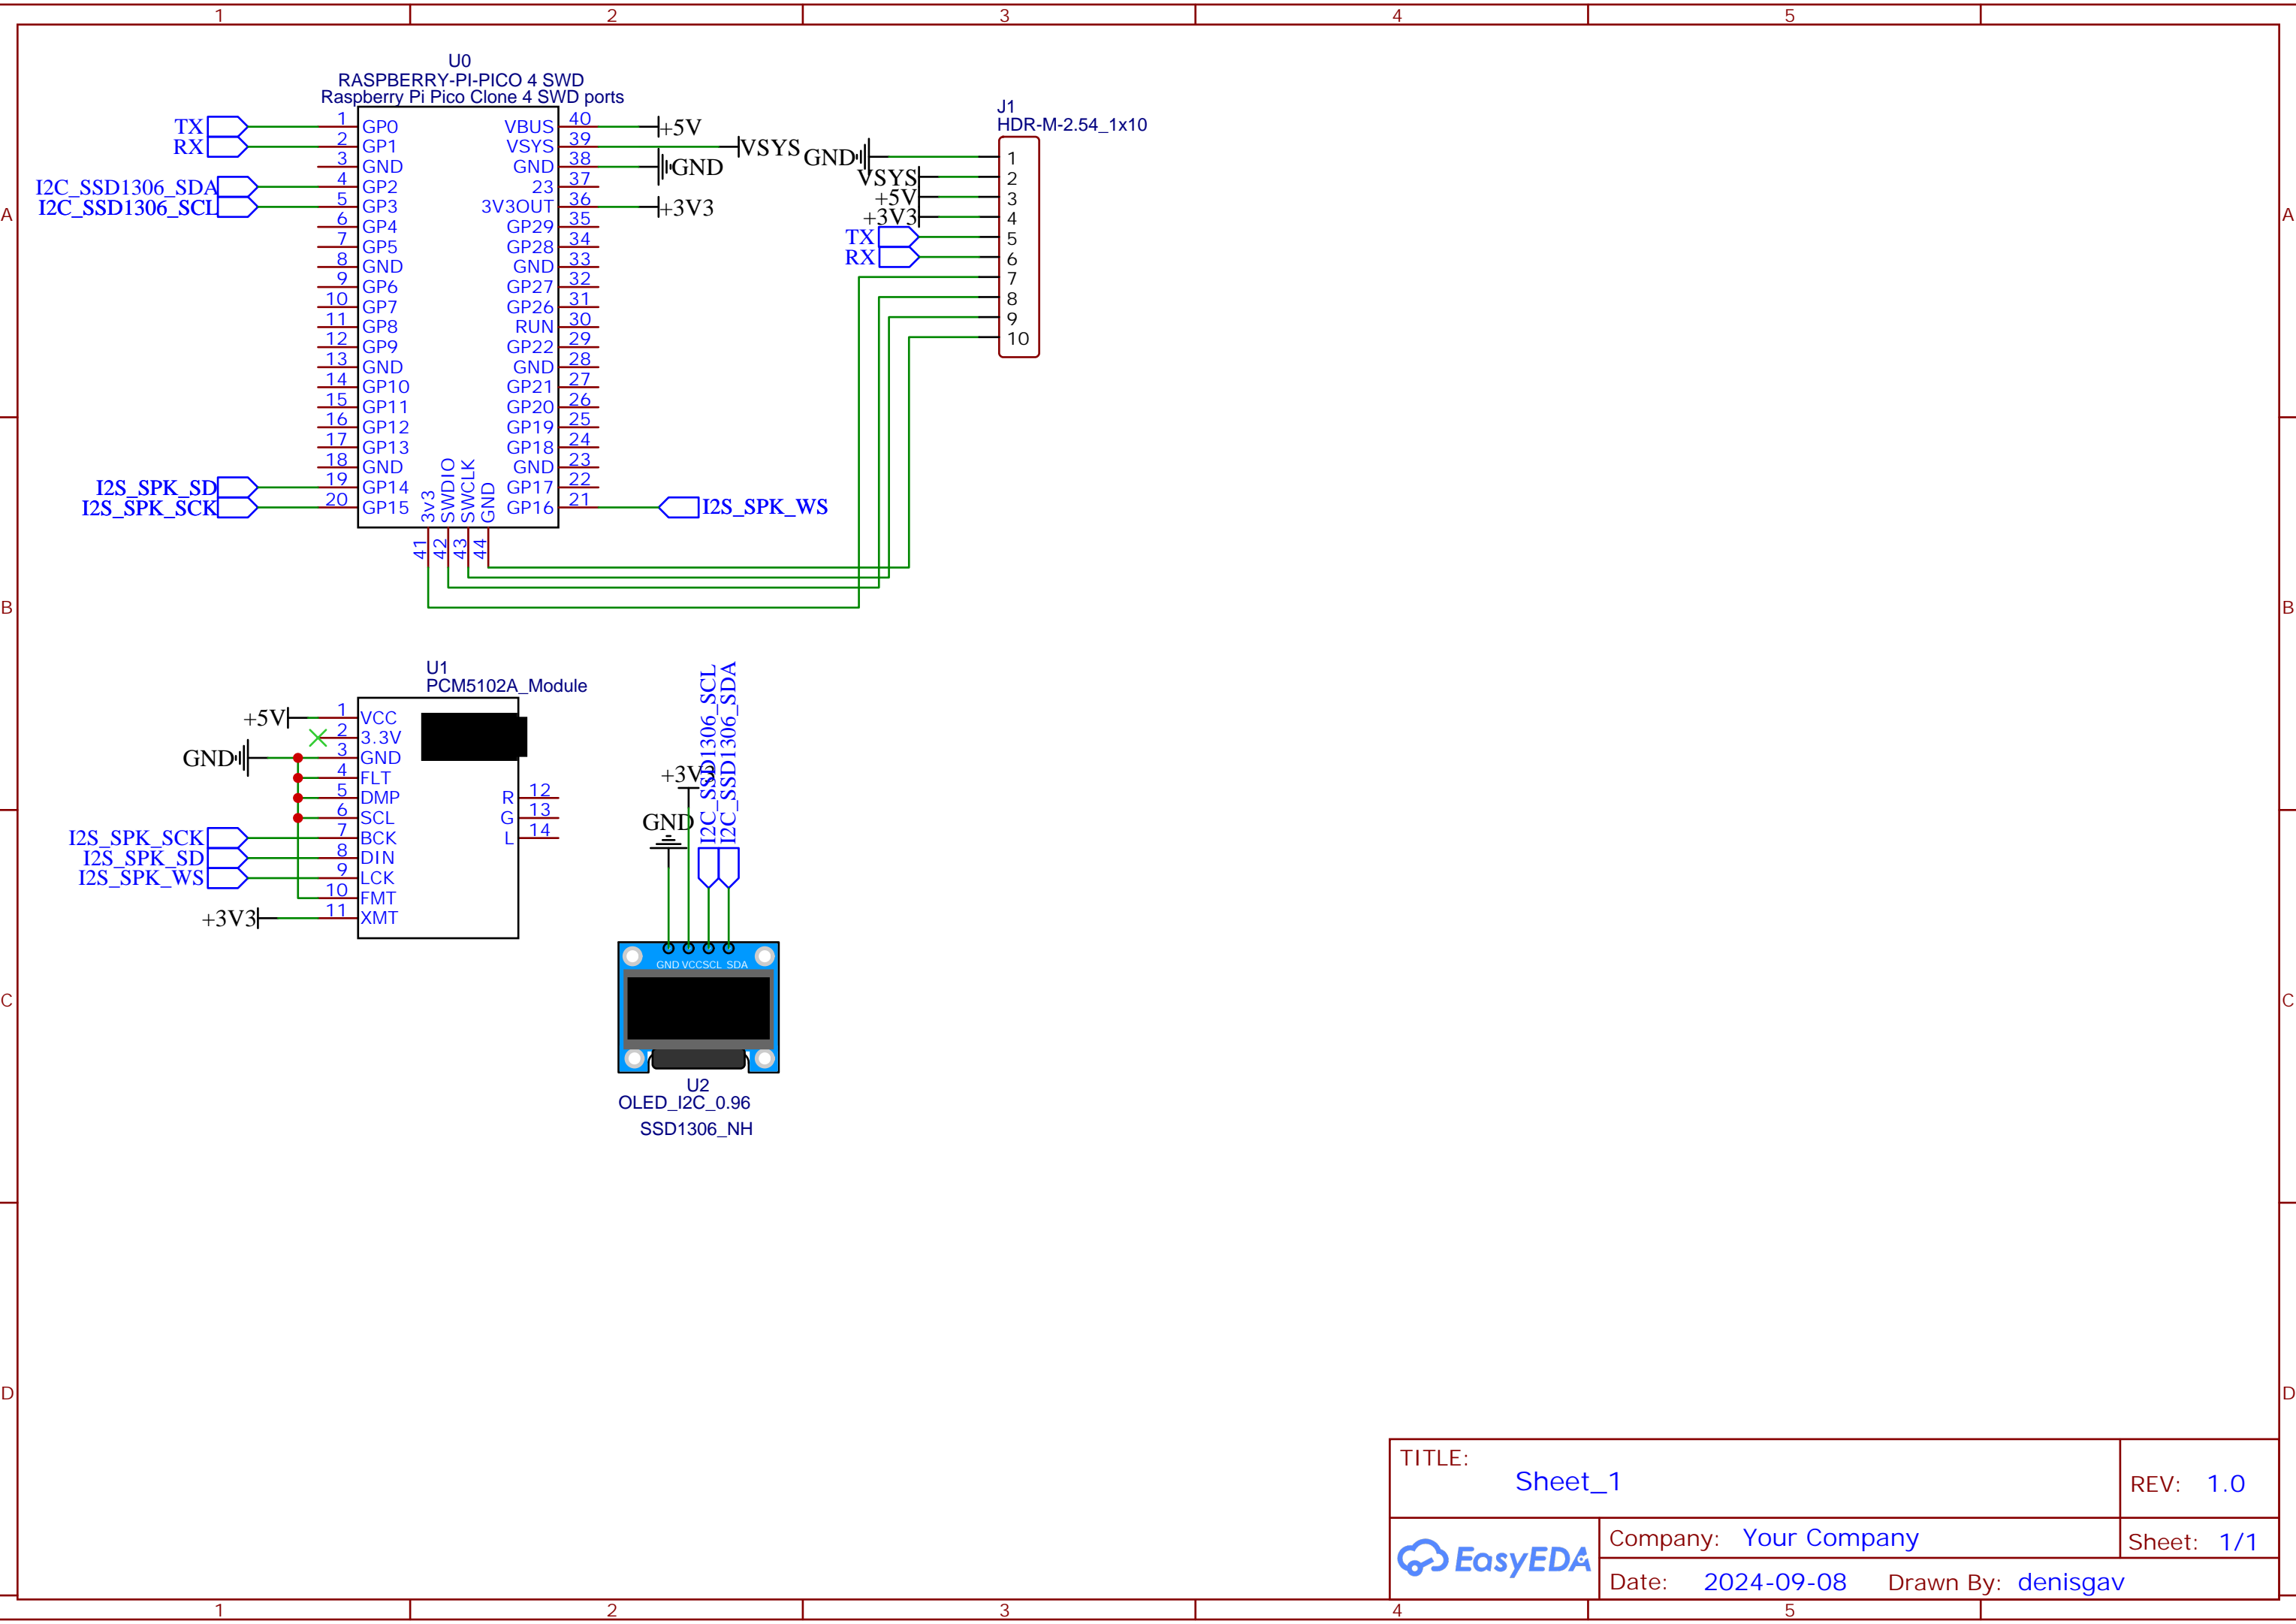 1 2 3 4 5
A A
B B
C C
D D
1 2 3 4 5
U0
RASPBERRY-PI-PICO 4 SWD
Raspberry Pi Pico Clone 4 SWD ports
TX 1 GP0
RX 2 GP1
3 GND
I2C_SSD1306_SDA 4 GP2
I2C_SSD1306_SCL 5 GP3
6 GP4
7 GP5
8 GND
9 GP6
10 GP7
11 GP8
12 GP9
13 GND
14 GP10
15 GP11
16 GP12
17 GP13
18 GND
I2S_SPK_SD 19 GP14
I2S_SPK_SCK 20 GP15
VBUS 40 +5V
VSYS 39 VSYS
GND 38 GND
23 37
3V3OUT 36 +3V3
GP29 35
GP28 34
GND 33
GP27 32
GP26 31
RUN 30
GP22 29
GND 28
GP21 27
GP20 26
GP19 25
GP18 24
GND 23
GP17 22
GP16 21 I2S_SPK_WS
3v3 41
SWDIO 42
SWCLK 43
GND 44
J1
HDR-M-2.54_1x10
GND 1
VSYS 2
+5V 3
+3V3 4
TX 5
RX 6
7
8
9
10
U1
PCM5102A_Module
+5V 1 VCC
2 3.3V
GND 3 GND
4 FLT
5 DMP
6 SCL
I2S_SPK_SCK 7 BCK
I2S_SPK_SD 8 DIN
I2S_SPK_WS 9 LCK
10 FMT
+3V3 11 XMT
R 12
G 13
L 14
I2C_SSD1306_SCL
I2C_SSD1306_SDA
+3V3
GND
GND VCC SCL SDA
U2
OLED_I2C_0.96
SSD1306_NH
TITLE:
Sheet_1
REV: 1.0
EasyEDA
Company: Your Company
Sheet: 1/1
Date: 2024-09-08 Drawn By: denisgav